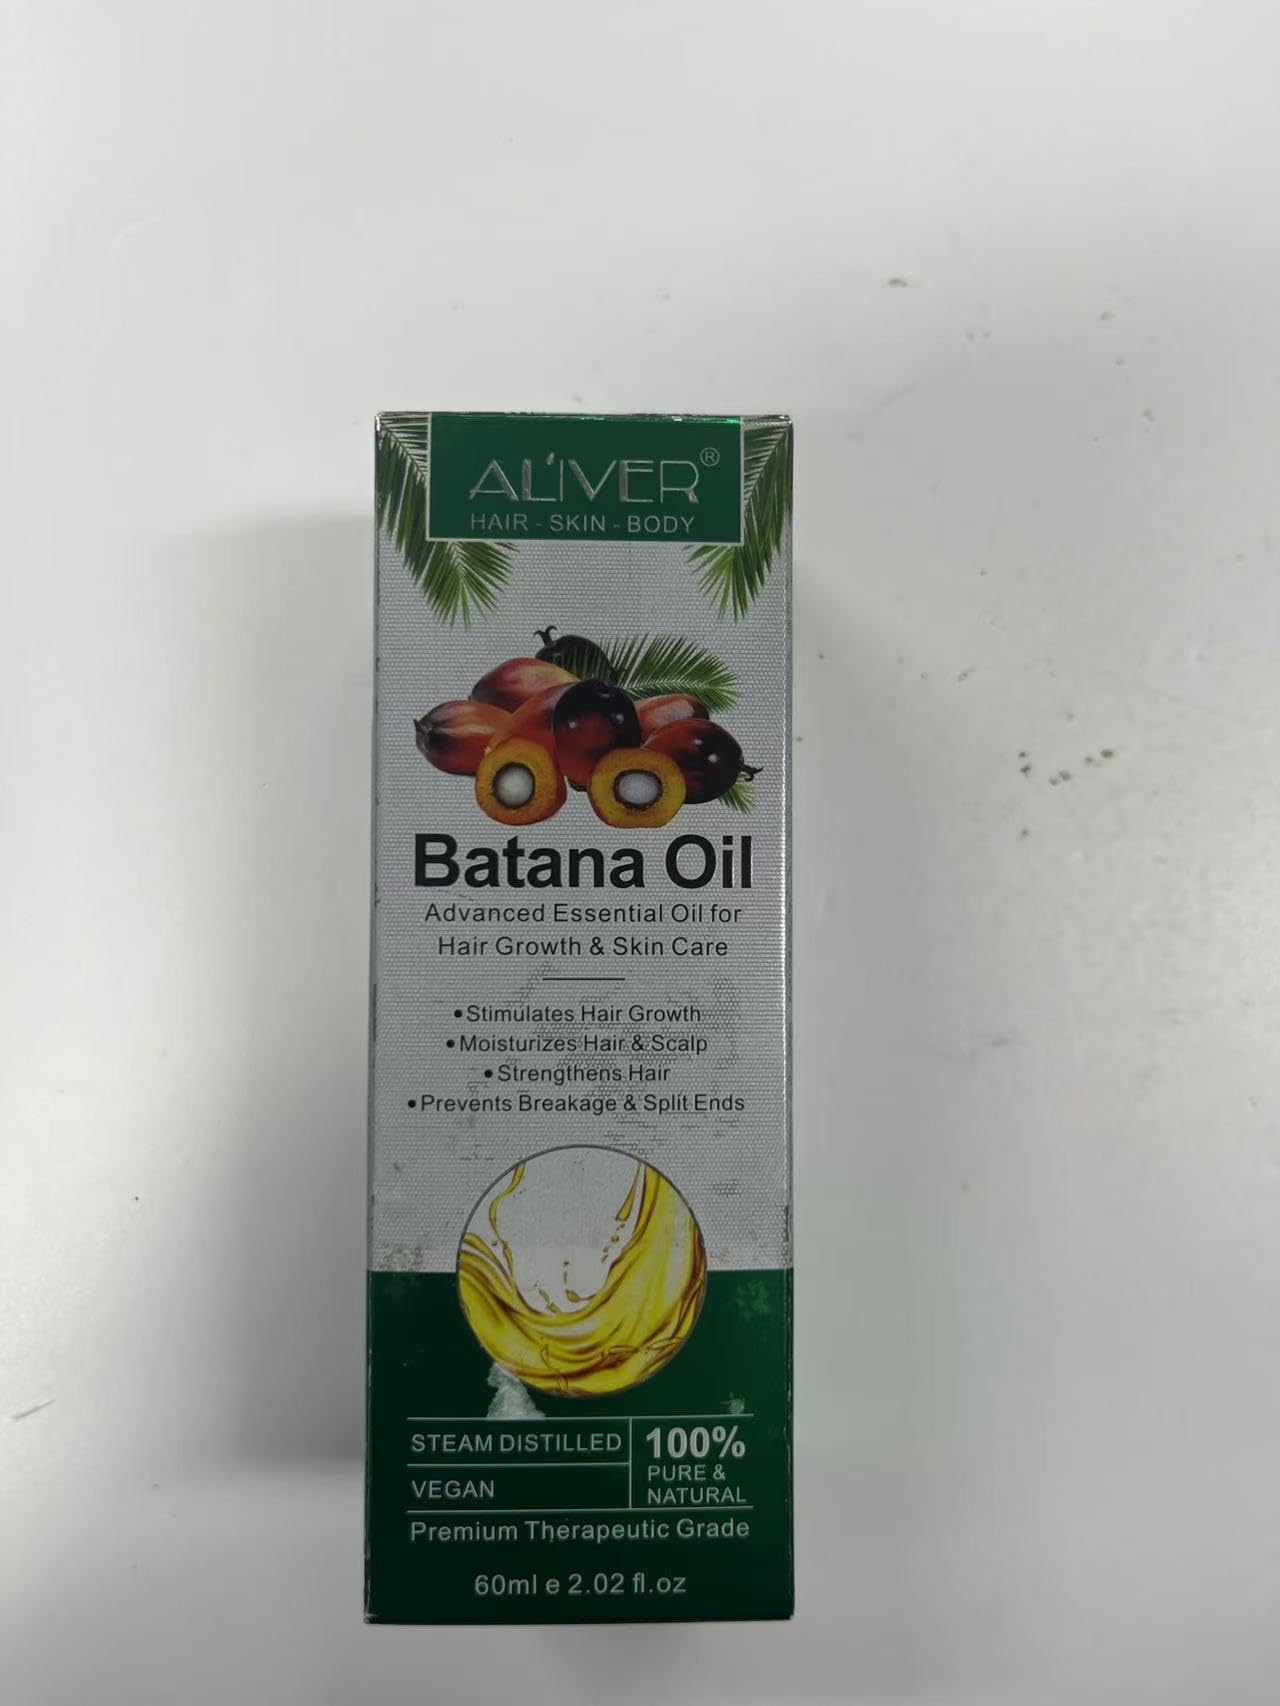 AL'IVER®
HAIR - SKIN - BODY
Batana Oil
Advanced Essential Oil for
Hair Growth & Skin Care
•Stimulates Hair Growth
•Moisturizes Hair & Scalp
•Strengthens Hair
•Prevents Breakage & Split Ends
STEAM DISTILLED
VEGAN
100%
PURE &
NATURAL
Premium Therapeutic Grade
60ml e 2.02 fl.oz